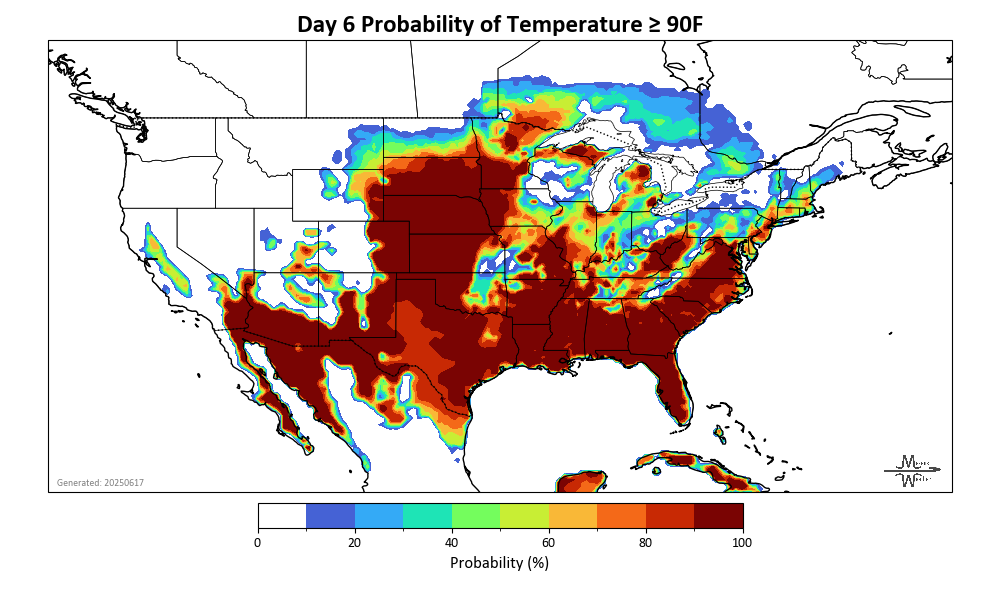 Day 6 Probability of Temperature ≥ 90F
Generated: 20250617
0 20 40 60 80 100
Probability (%)